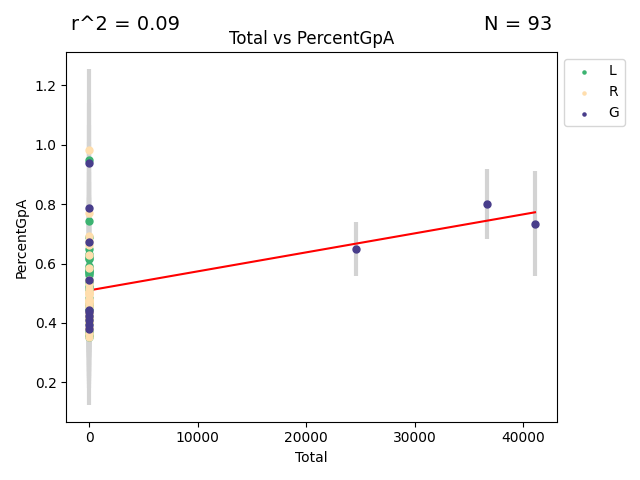 r^2 = 0.09
N = 93
Total vs PercentGpA
L
R
G
PercentGpA
1.2
1.0
0.8
0.6
0.4
0.2
0
10000
20000
30000
40000
Total